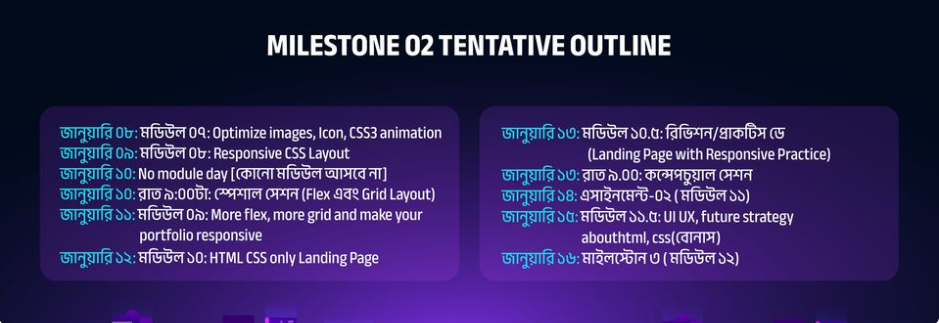 MILESTONE 02 TENTATIVE OUTLINE
জানুয়ারি ০৮: মডিউল ০৭: Optimize images, Icon, CSS3 animation
জানুয়ারি ০৯: মডিউল ০৮: Responsive CSS Layout
জানুয়ারি ১০: No module day [কোনো মডিউল আসবে না]
জানুয়ারি ১০: রাত ৯:০০টা: স্পেশাল সেশন (Flex এবং Grid Layout)
জানুয়ারি ১১: মডিউল ০৯: More flex, more grid and make your
portfolio responsive
জানুয়ারি ১২: মডিউল ১০: HTML CSS only Landing Page
জানুয়ারি ১৩: মডিউল ১০.৫: রিভিশন/প্রাকটিস ডে
(Landing Page with Responsive Practice)
জানুয়ারি ১৩: রাত ৯.00: কন্সেপচুয়াল সেশন
জানুয়ারি ১৪: এসাইনমেন্ট-০২ ( মডিউল ১১)
জানুয়ারি ১৫: মডিউল ১১.৫: UI UX, future strategy
abouthtml, css(বোনাস)
জানুয়ারি ১৬: মাইলস্টোন ৩ ( মডিউল ১২)